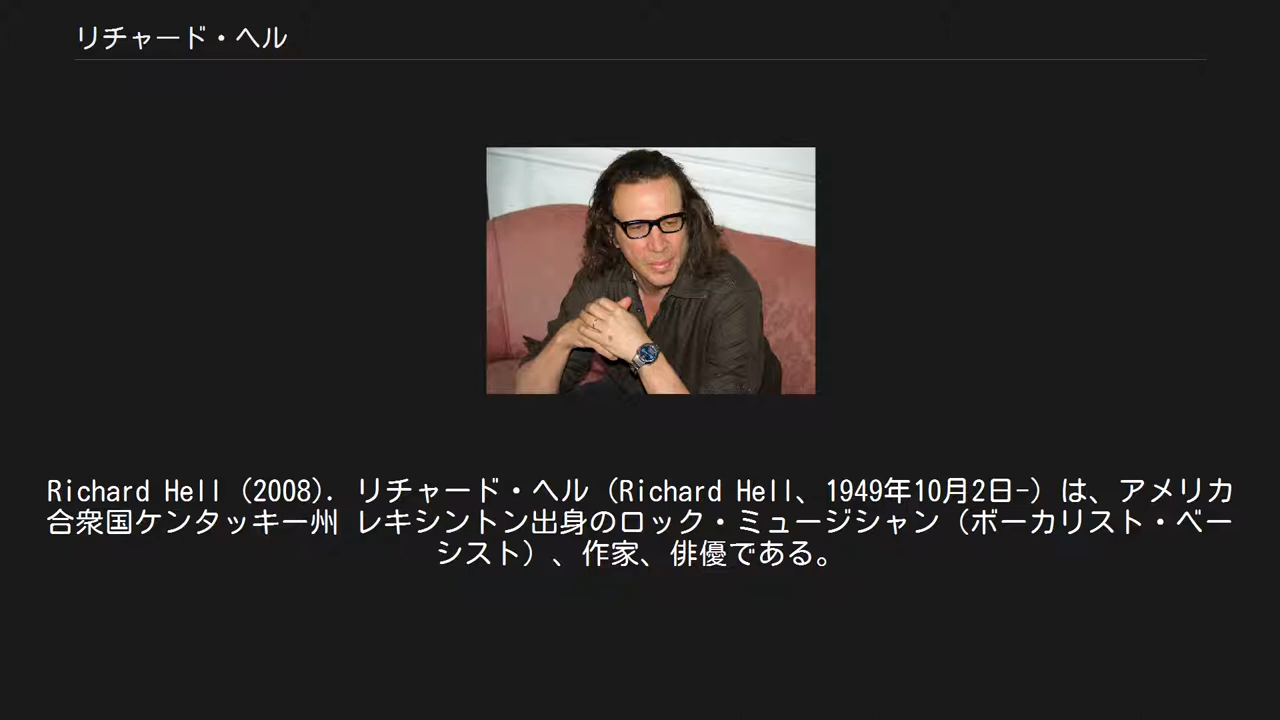 リチャード・ヘル
Richard Hell (2008). リチャード・ヘル（Richard Hell、1949年10月2日-）は、アメリカ
合衆国ケンタッキー州 レキシントン出身のロック・ミュージシャン（ボーカリスト・ベー
シスト）、作家、俳優である。